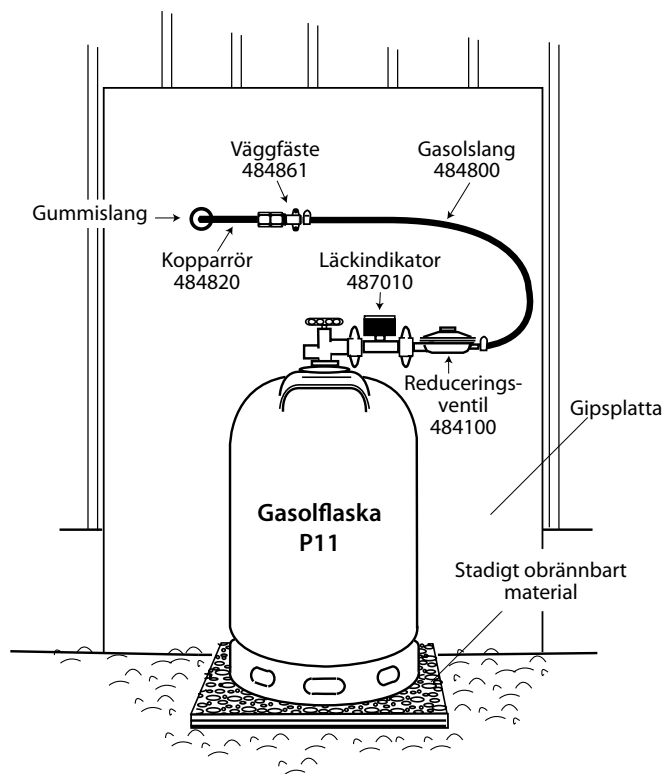 Väggfäste
484861
Gasolslang
484800
Gummislang
Kopparrör
484820
Läckindikator
487010
Reducerings-
ventil
484100
Gipsplatta
Gasolflaska
P11
Stadigt obrännbart
material